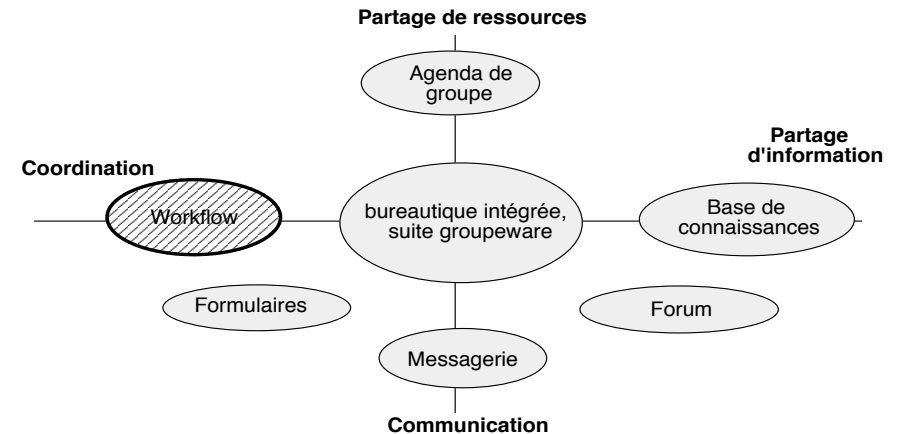 Partage de ressources
Agenda de
groupe
Partage
d'information
Coordination
Workflow
bureautique intégrée,
suite groupeware
Base de
connaissances
Formulaires
Forum
Messagerie
Communication